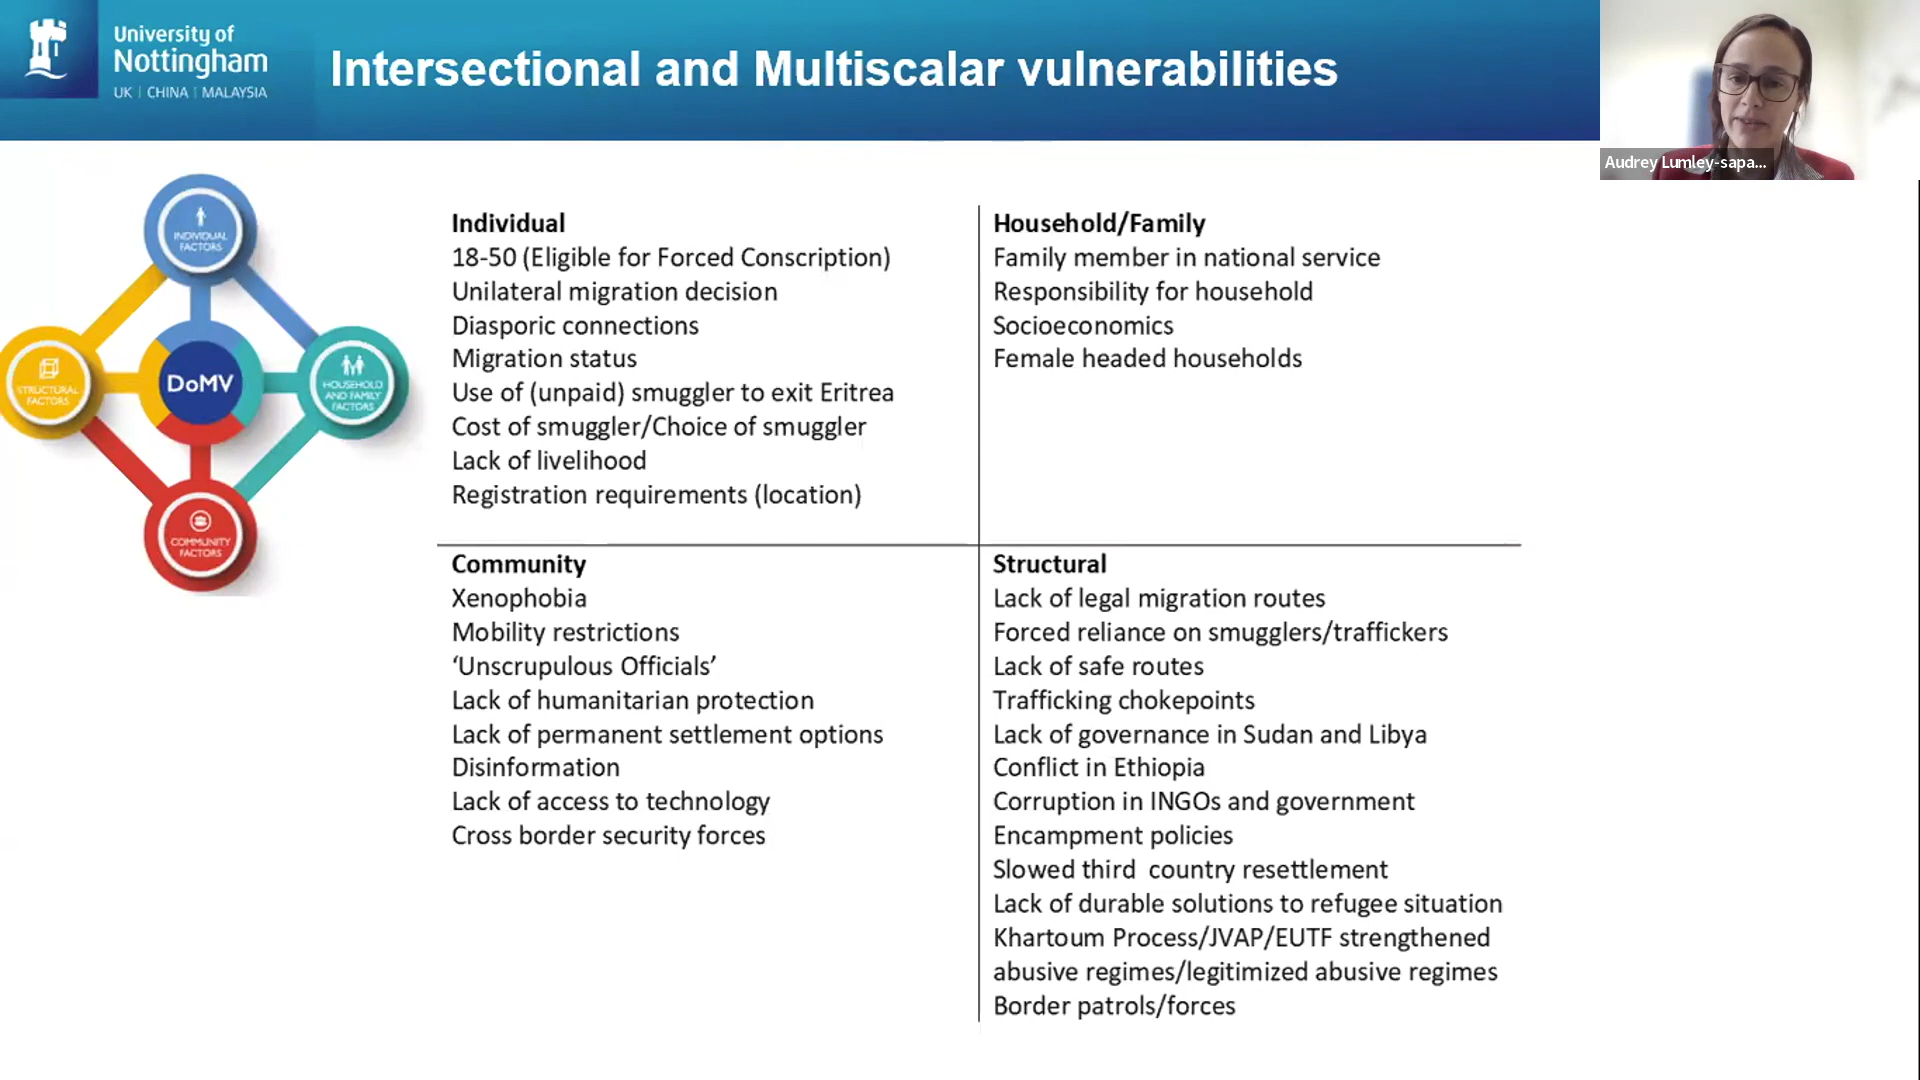 University of
Nottingham
UK | CHINA | MALAYSIA
Intersectional and Multiscalar vulnerabilities
Audrey Lumley-sapa...
INDIVIDUAL
FACTORS
STRUCTURAL
FACTORS
DoMV
HOUSEHOLD
AND FAMILY
FACTORS
COMMUNITY
FACTORS
Individual
18-50 (Eligible for Forced Conscription)
Unilateral migration decision
Diasporic connections
Migration status
Use of (unpaid) smuggler to exit Eritrea
Cost of smuggler/Choice of smuggler
Lack of livelihood
Registration requirements (location)
Household/Family
Family member in national service
Responsibility for household
Socioeconomics
Female headed households
Community
Xenophobia
Mobility restrictions
‘Unscrupulous Officials’
Lack of humanitarian protection
Lack of permanent settlement options
Disinformation
Lack of access to technology
Cross border security forces
Structural
Lack of legal migration routes
Forced reliance on smugglers/traffickers
Lack of safe routes
Trafficking chokepoints
Lack of governance in Sudan and Libya
Conflict in Ethiopia
Corruption in INGOs and government
Encampment policies
Slowed third  country resettlement
Lack of durable solutions to refugee situation
Khartoum Process/JVAP/EUTF strengthened
abusive regimes/legitimized abusive regimes
Border patrols/forces